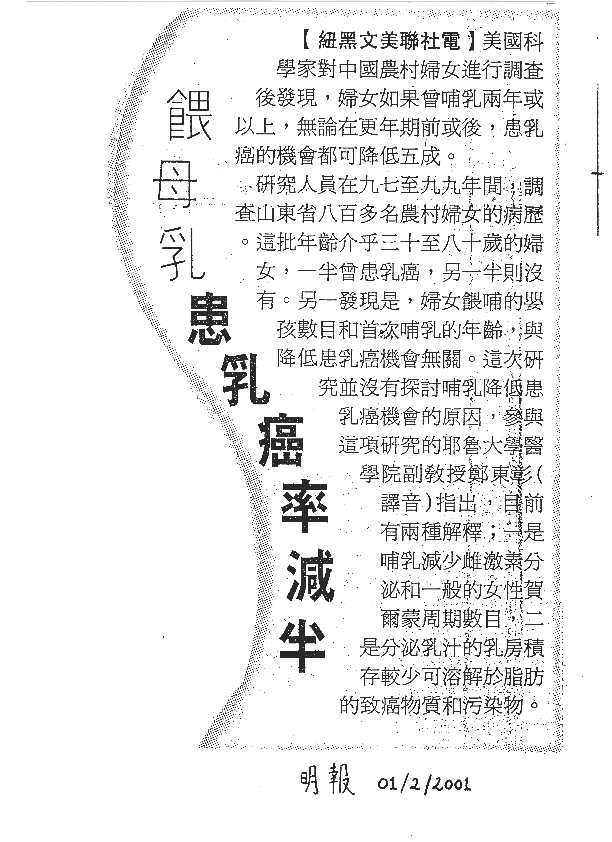 餵母乳
患乳癌率減半
【紐黑文美聯社電】美國科
學家對中國農村婦女進行調查
後發現，婦女如果曾哺乳兩年或
以上，無論在更年期前或後，患乳
癌的機會都可降低五成。
研究人員在九七至九九年間，調
查山東省八百多名農村婦女的病歷
。這批年齡介乎三十至八十歲的婦
女，一半曾患乳癌，另一半則沒
有。另一發現是，婦女餵哺的嬰
孩數目和首次哺乳的年齡，與
降低患乳癌機會無關。這次研
究並沒有探討哺乳降低患
乳癌機會的原因，參與
這項研究的耶魯大學醫
學院副教授鄭東彰(
譯音)指出，目前
有兩種解釋；一是
哺乳減少雌激素分
泌和一般的女性賀
爾蒙周期數目，二
是分泌乳汁的乳房積
存較少可溶解於脂肪
的致癌物質和污染物。
明報 01/2/2001